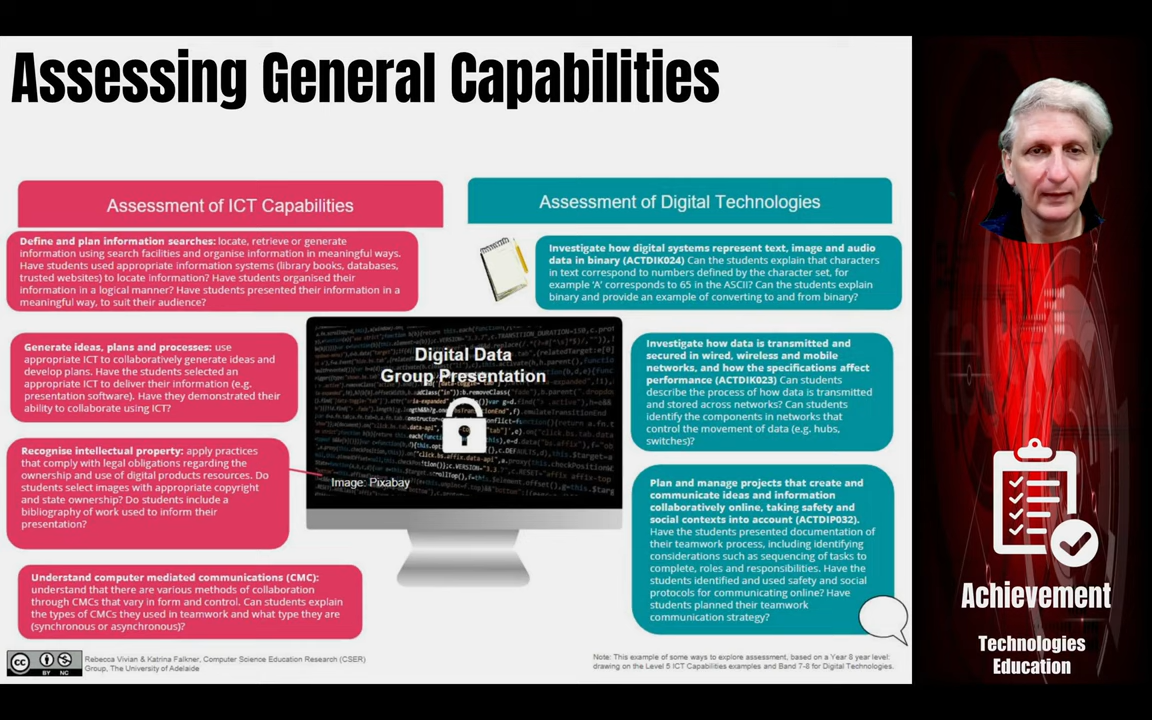 Assessing General Capabilities
Assessment of ICT Capabilities
Define and plan information searches: locate, retrieve or generate
information using search facilities and organise information in meaningful ways.
Have students used appropriate information systems (library books, databases,
trusted websites) to locate information? Have students organised their
information in a logical manner? Have students presented their information in a
meaningful way, to suit their audience?
Generate ideas, plans and processes: use
appropriate ICT to collaboratively generate ideas and
develop plans. Have the students selected an
appropriate ICT to deliver their information (e.g.
presentation software). Have they demonstrated their
ability to collaborate using ICT?
Recognise intellectual property: apply practices
that comply with legal obligations regarding the
ownership and use of digital products resources. Do
students select images with appropriate copyright
and state ownership? Do students include a
bibliography of work used to inform their
presentation?
Understand computer mediated communications (CMC):
understand that there are various methods of collaboration
through CMCs that vary in form and control. Can students explain
the types of CMCs they used in teamwork and what type they are
(synchronous or asynchronous)?
Digital Data
Group Presentation
Image: Pixabay
Assessment of Digital Technologies
Investigate how digital systems represent text, image and audio
data in binary (ACTDIK024) Can the students explain that characters
in text correspond to numbers defined by the character set, for
example 'A' corresponds to 65 in the ASCII? Can the students explain
binary and provide an example of converting to and from binary?
Investigate how data is transmitted and
secured in wired, wireless and mobile
networks, and how the specifications affect
performance (ACTDIK023) Can students
describe the process of how data is transmitted
and stored across networks? Can students
identify the components in networks that
control the movement of data (e.g. hubs,
switches)?
Plan and manage projects that create and
communicate ideas and information
collaboratively online, taking safety and
social contexts into account (ACTDIP032).
Have the students presented documentation of
their teamwork process, including identifying
considerations such as sequencing of tasks to
complete, roles and responsibilities. Have the
students identified and used safety and social
protocols for communicating online? Have
students planned their teamwork
communication strategy?
cc
BY NC
Rebecca Vivian & Katrina Falkner, Computer Science Education Research (CSER)
Group, The University of Adelaide
Note: This example of some ways to explore assessment, based on a Year 8 year level:
drawing on the Level 5 ICT Capabilities examples and Band 7-8 for Digital Technologies.
Achievement
Technologies
Education